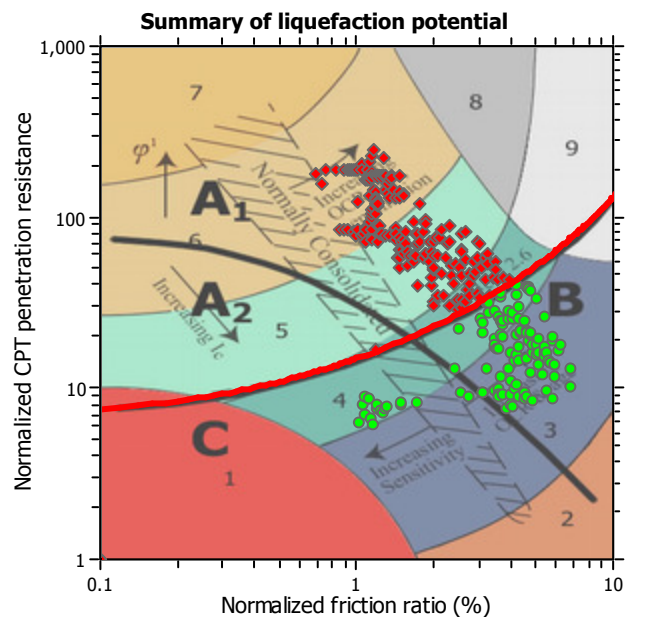 Summary of liquefaction potential
Normalized CPT penetration resistance
1,000
100
10
1
7
8
9
φ'
A1
6
Normally Consolidated
Increasing
A2
Increasing Ic
5
2.6
B
4
C
1
Increasing
Sensitivity
3
2
0.1
1
10
Normalized friction ratio (%)